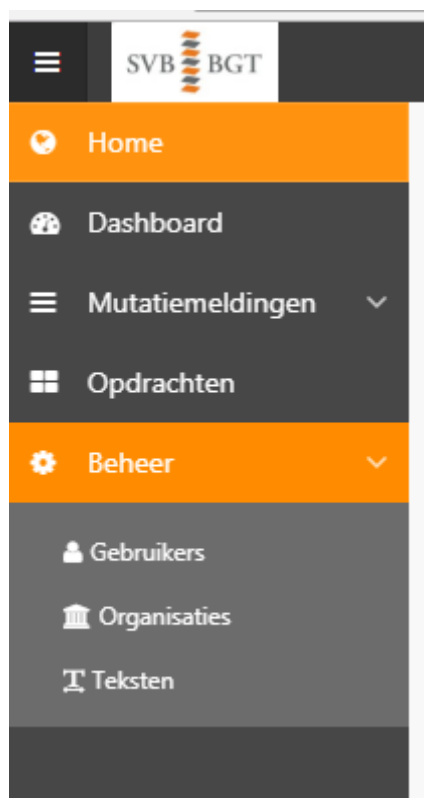 SVB BGT
Home
Dashboard
Mutatiemeldingen
Opdrachten
Beheer
Gebruikers
Organisaties
Teksten